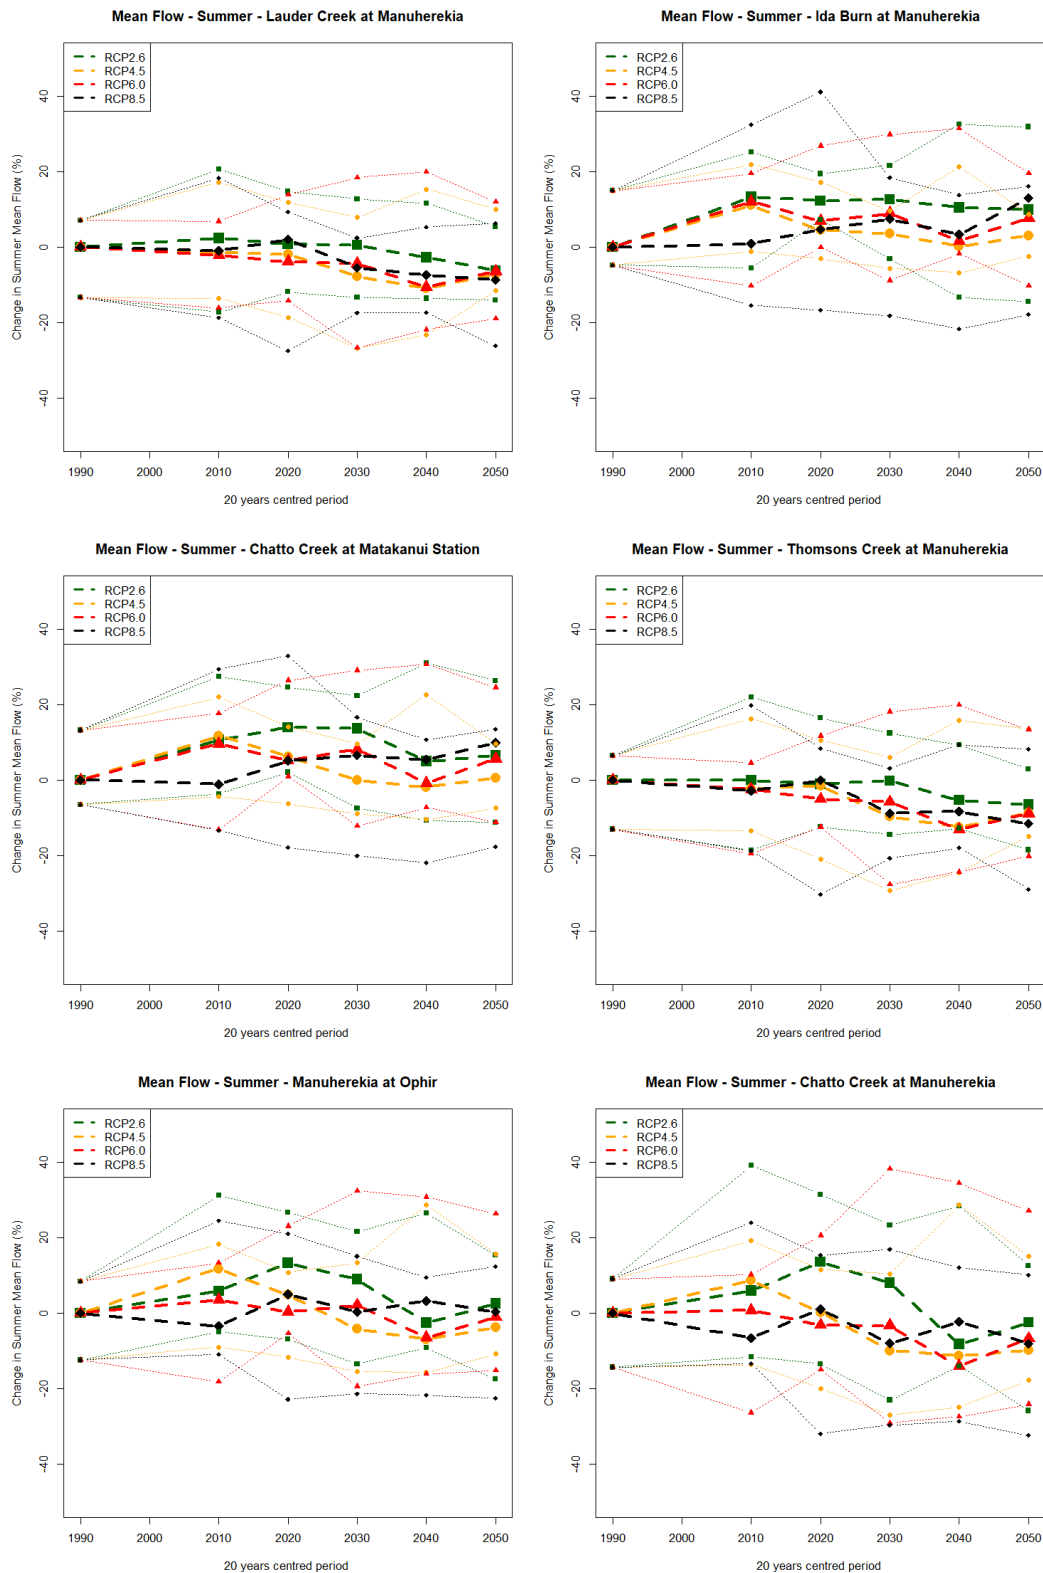 Mean Flow - Summer - Lauder Creek at Manuherekia
RCP2.6
RCP4.5
RCP6.0
RCP8.5
Change in Summer Mean Flow (%)
40
20
0
-20
-40
1990 2000 2010 2020 2030 2040 2050
20 years centred period
Mean Flow - Summer - Ida Burn at Manuherekia
RCP2.6
RCP4.5
RCP6.0
RCP8.5
Change in Summer Mean Flow (%)
40
20
0
-20
-40
1990 2000 2010 2020 2030 2040 2050
20 years centred period
Mean Flow - Summer - Chatto Creek at Matakanui Station
RCP2.6
RCP4.5
RCP6.0
RCP8.5
Change in Summer Mean Flow (%)
40
20
0
-20
-40
1990 2000 2010 2020 2030 2040 2050
20 years centred period
Mean Flow - Summer - Thomsons Creek at Manuherekia
RCP2.6
RCP4.5
RCP6.0
RCP8.5
Change in Summer Mean Flow (%)
40
20
0
-20
-40
1990 2000 2010 2020 2030 2040 2050
20 years centred period
Mean Flow - Summer - Manuherekia at Ophir
RCP2.6
RCP4.5
RCP6.0
RCP8.5
Change in Summer Mean Flow (%)
40
20
0
-20
-40
1990 2000 2010 2020 2030 2040 2050
20 years centred period
Mean Flow - Summer - Chatto Creek at Manuherekia
RCP2.6
RCP4.5
RCP6.0
RCP8.5
Change in Summer Mean Flow (%)
40
20
0
-20
-40
1990 2000 2010 2020 2030 2040 2050
20 years centred period